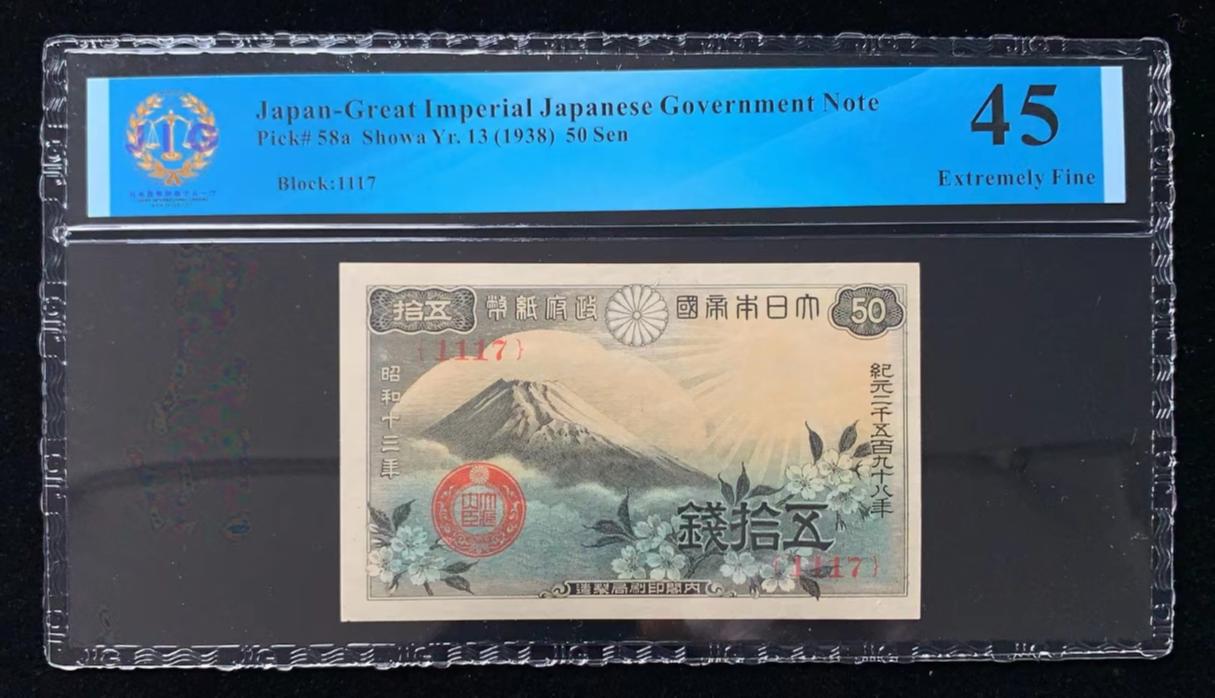 JIG
Japan-Great Imperial Japanese Government Note
Pick# 58a Showa Yr. 13 (1938) 50 Sen
Block:1117
45
Extremely Fine
50
大日本帝國
政府紙幣
五拾
{1117}
紀元二千五百九十八年
昭和十三年
五拾錢
{1117}
内閣印刷局製造